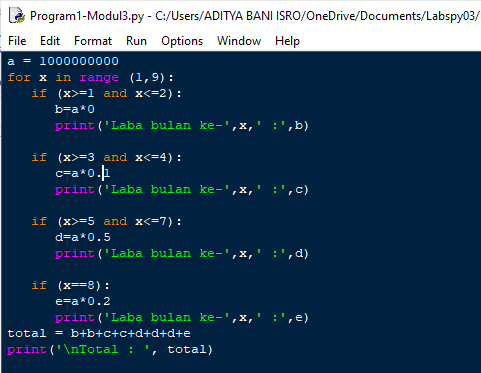 Program1-Modul3.py - C:/Users/ADITYA BANI ISRO/OneDrive/Documents/Labspy03/
File Edit Format Run Options Window Help
a = 1000000000
for x in range (1,9):
   if (x>=1 and x<=2):
      b=a*0
      print('Laba bulan ke-',x,' :',b)

   if (x>=3 and x<=4):
      c=a*0.1
      print('Laba bulan ke-',x,' :',c)

   if (x>=5 and x<=7):
      d=a*0.5
      print('Laba bulan ke-',x,' :',d)

   if (x==8):
      e=a*0.2
      print('Laba bulan ke-',x,' :',e)
total = b+b+c+c+d+d+d+e
print('\nTotal : ', total)